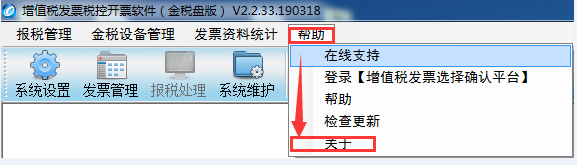 增值税发票税控开票软件（金税盘版） V2.2.33.190318
报税管理 金税设备管理 发票资料统计 帮助
系统设置 发票管理 报税处理 系统维护
在线支持
登录【增值税发票选择确认平台】
帮助
检查更新
关于